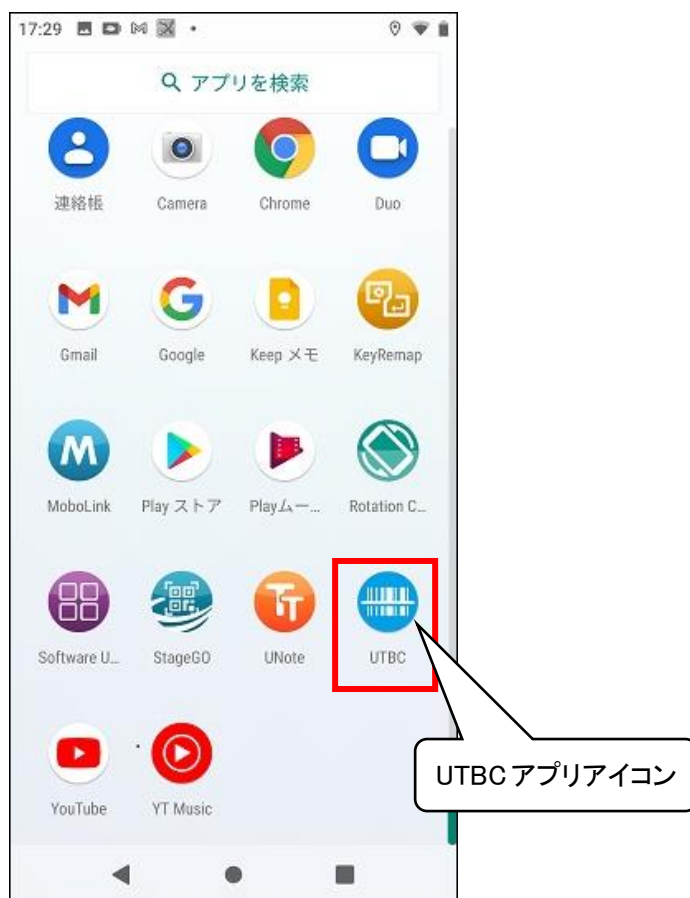 17:29
アプリを検索
連絡帳 Camera Chrome Duo
Gmail Google Keep メモ KeyRemap
M
MoboLink Play ストア Playムー… Rotation C…
TT
Software U… StageGO UNote UTBC
UTBC アプリアイコン
YouTube YT Music